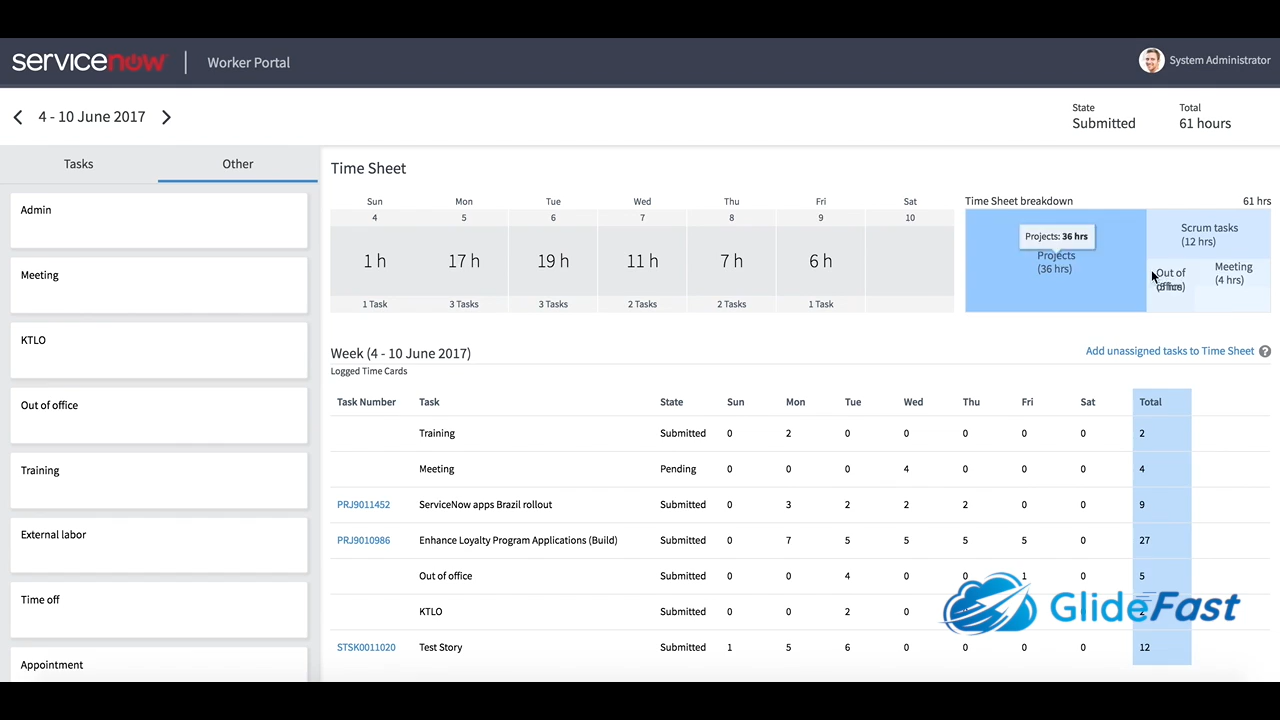 servicenow Worker Portal System Administrator
4 - 10 June 2017 State Submitted Total 61 hours
Tasks Other
Admin
Meeting
KTLO
Out of office
Training
External labor
Time off
Appointment
Time Sheet
Sun Mon Tue Wed Thu Fri Sat
4 5 6 7 8 9 10
1 h 17 h 19 h 11 h 7 h 6 h
1 Task 3 Tasks 3 Tasks 2 Tasks 2 Tasks 1 Task
Time Sheet breakdown 61 hrs
Projects: 36 hrs
Projects
(36 hrs)
Scrum tasks
(12 hrs)
Out of
office)
Meeting
(4 hrs)
Week (4 - 10 June 2017) Add unassigned tasks to Time Sheet ?
Logged Time Cards
Task Number Task State Sun Mon Tue Wed Thu Fri Sat Total
Training Submitted 0 2 0 0 0 0 0 2
Meeting Pending 0 0 0 4 0 0 0 4
PRJ9011452 ServiceNow apps Brazil rollout Submitted 0 3 2 2 2 0 0 9
PRJ9010986 Enhance Loyalty Program Applications (Build) Submitted 0 7 5 5 5 5 0 27
Out of office Submitted 0 0 4 0 0 1 0 5
KTLO Submitted 0 0 2 0
GlideFast
STSK0011020 Test Story Submitted 1 5 6 0 0 0 0 12